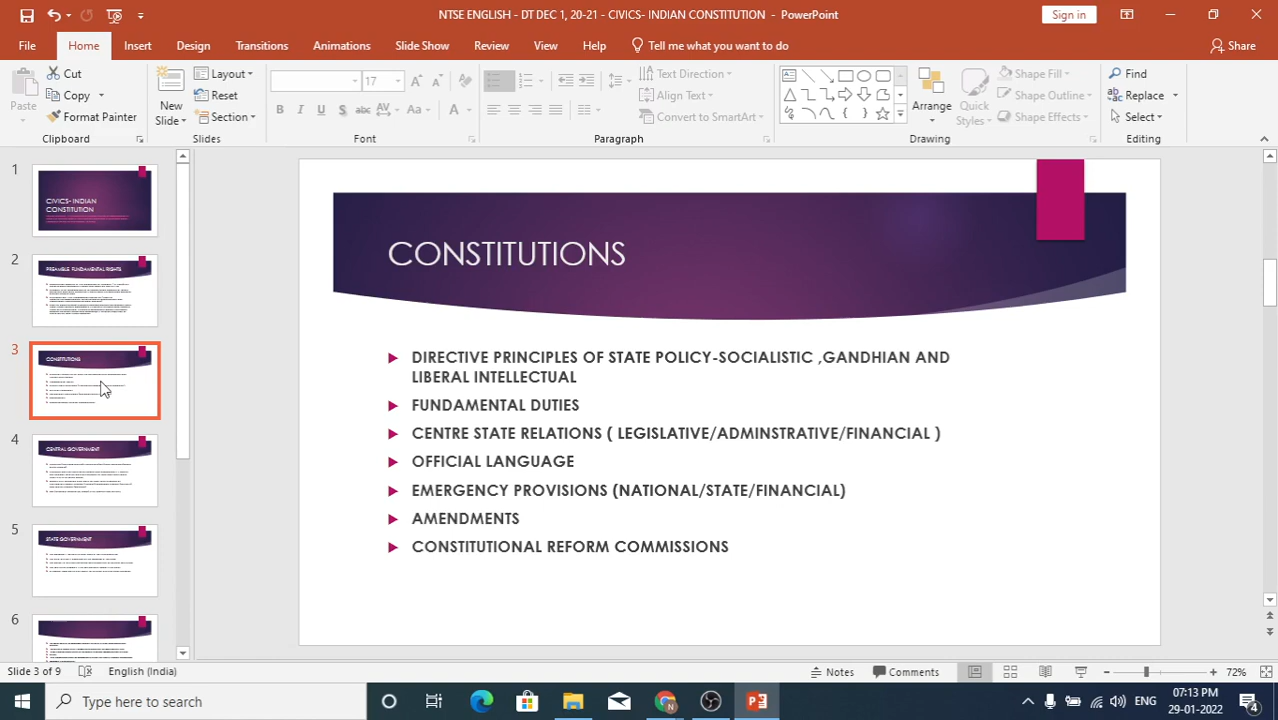 NTSE ENGLISH - DT DEC 1, 20-21 - CIVICS- INDIAN CONSTITUTION - PowerPoint
Sign in
File Home Insert Design Transitions Animations Slide Show Review View Help Tell me what you want to do Share
Paste
Cut
Copy
Format Painter
Clipboard
New Slide
Layout
Reset
Section
Slides
17
Font
Paragraph
Text Direction
Align Text
Convert to SmartArt
Arrange
Quick Styles
Shape Fill
Shape Outline
Shape Effects
Drawing
Find
Replace
Select
Editing
1
CIVICS- INDIAN
CONSTITUTION
2
PREAMBLE FUNDAMENTAL RIGHTS
3
CONSTITUTIONS
4
CENTRAL GOVERNMENT
5
STATE GOVERNMENT
6
CONSTITUTIONS
DIRECTIVE PRINCIPLES OF STATE POLICY-SOCIALISTIC ,GANDHIAN AND
LIBERAL INTELLECTUAL
FUNDAMENTAL DUTIES
CENTRE STATE RELATIONS ( LEGISLATIVE/ADMINSTRATIVE/FINANCIAL )
OFFICIAL LANGUAGE
EMERGENCY PROVISIONS (NATIONAL/STATE/FINANCIAL)
AMENDMENTS
CONSTITUTIONAL REFORM COMMISSIONS
Slide 3 of 9 English (India) Notes Comments 72%
Type here to search
ENG
07:13 PM
29-01-2022
4